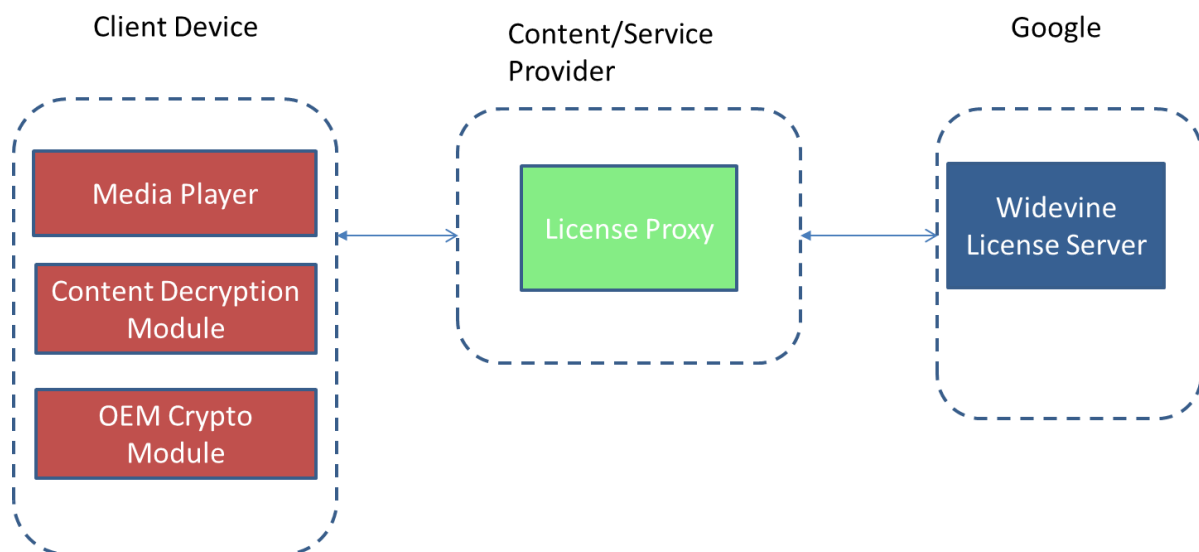 Client Device
Content/Service
Provider
Google
Media Player
Content Decryption
Module
OEM Crypto
Module
License Proxy
Widevine
License Server